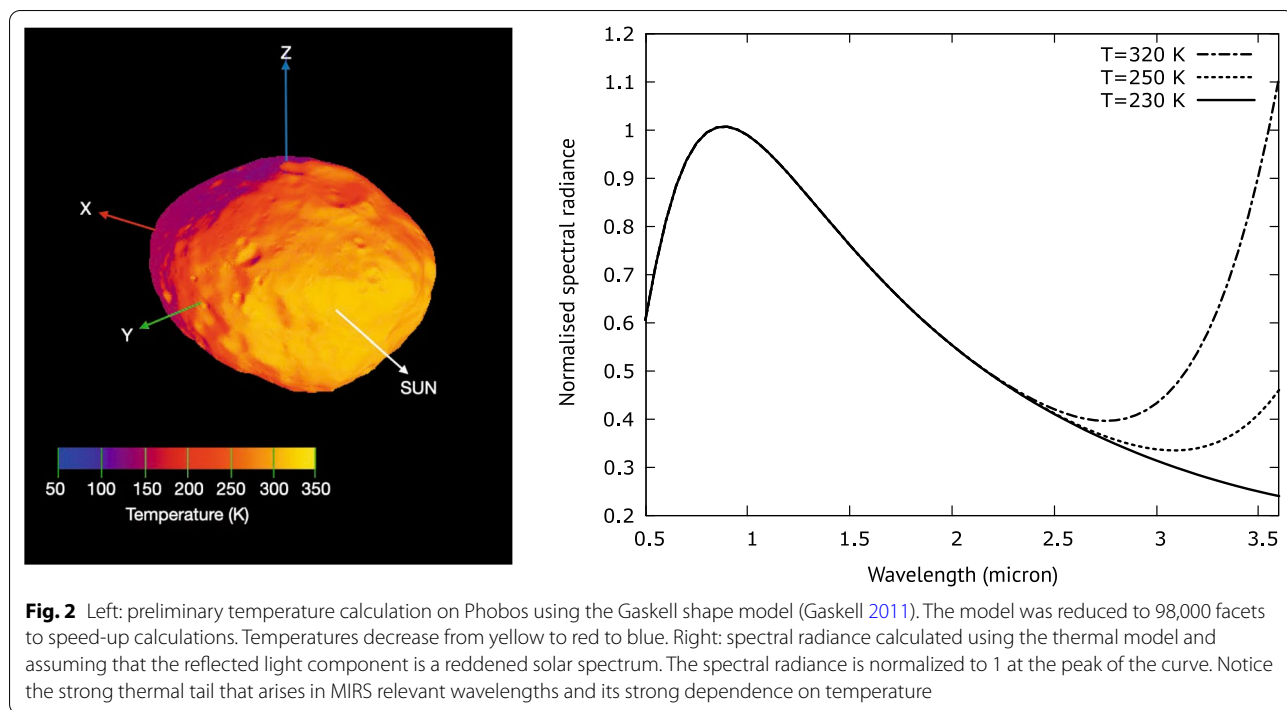 Z
X
Y
SUN
50 100 150 200 250 300 350
Temperature (K)
1.2
1.1
1
0.9
0.8
0.7
0.6
0.5
0.4
0.3
0.2
Normalised spectral radiance
T=320 K
T=250 K
T=230 K
0.5 1 1.5 2 2.5 3 3.5
Wavelength (micron)
Fig. 2 Left: preliminary temperature calculation on Phobos using the Gaskell shape model (Gaskell 2011). The model was reduced to 98,000 facets
to speed-up calculations. Temperatures decrease from yellow to red to blue. Right: spectral radiance calculated using the thermal model and
assuming that the reflected light component is a reddened solar spectrum. The spectral radiance is normalized to 1 at the peak of the curve. Notice
the strong thermal tail that arises in MIRS relevant wavelengths and its strong dependence on temperature